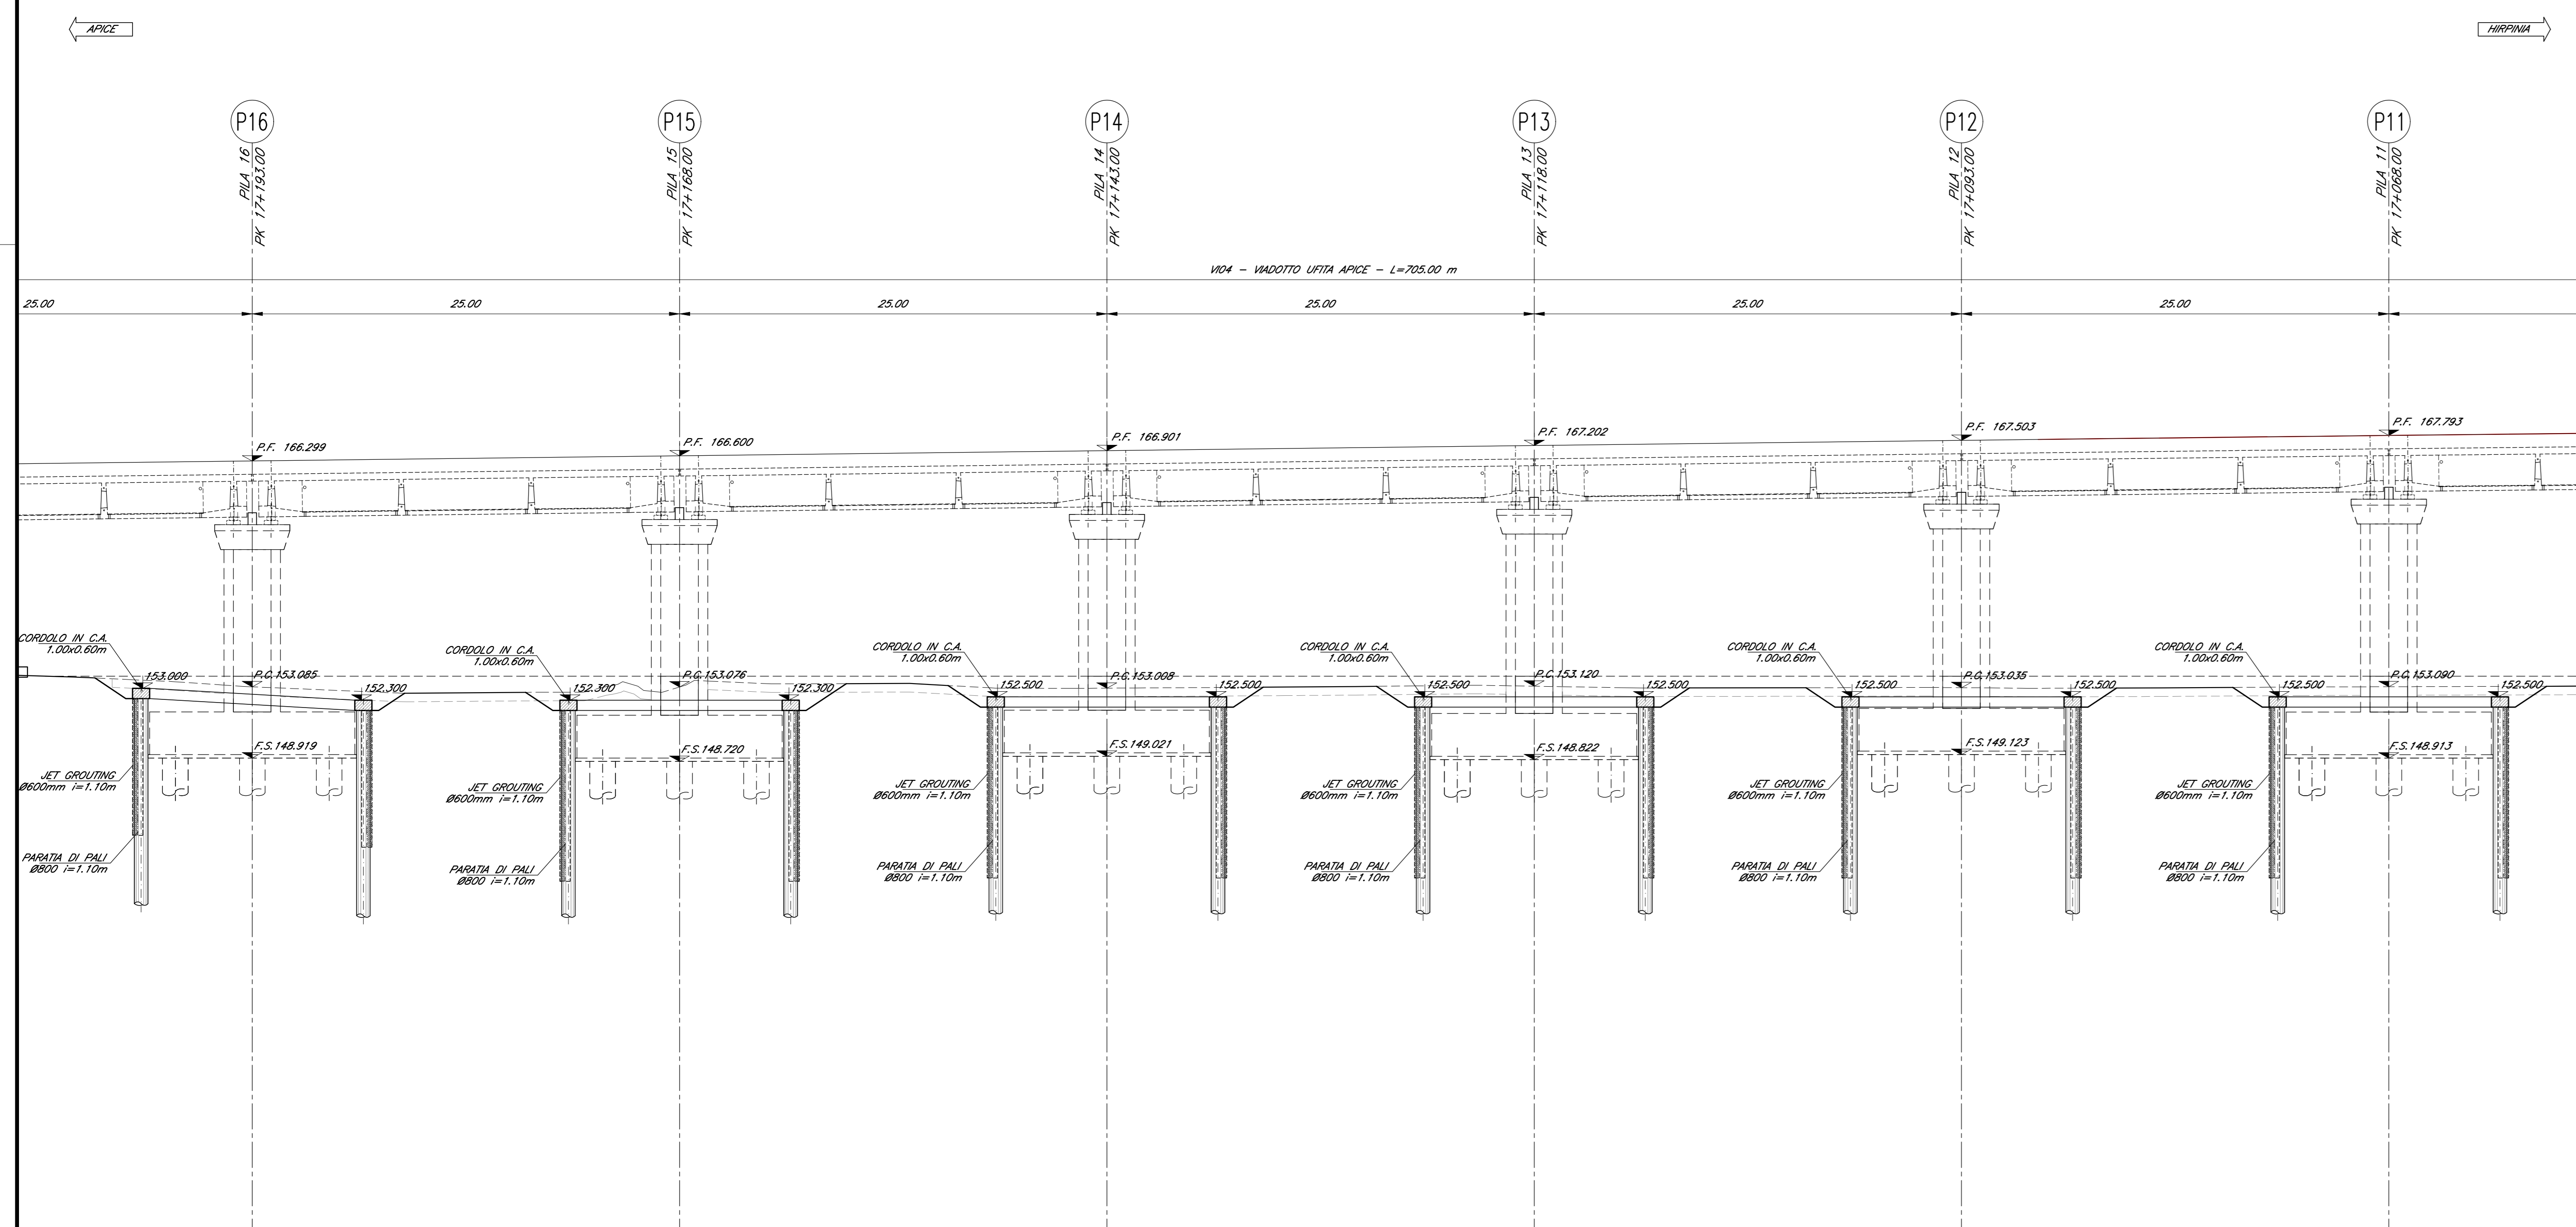 APICE
HIRPINIA
P16
P15
P14
P13
P12
P11
PILA 16
PK 17+193.00
PILA 15
PK 17+168.00
PILA 14
PK 17+143.00
PILA 13
PK 17+118.00
PILA 12
PK 17+093.00
PILA 11
PK 17+068.00
VI04 - VIADOTTO UFITA APICE - L=705.00 m
25.00
25.00
25.00
25.00
25.00
25.00
P.F. 166.299
P.F. 166.600
P.F. 166.901
P.F. 167.202
P.F. 167.503
P.F. 167.793
CORDOLO IN C.A.
1.00x0.60m
153.000
P.C.153.085
152.300
CORDOLO IN C.A.
1.00x0.60m
152.300
P.C.153.076
152.300
CORDOLO IN C.A.
1.00x0.60m
152.500
P.C.153.008
152.500
CORDOLO IN C.A.
1.00x0.60m
152.500
P.C.153.120
152.500
CORDOLO IN C.A.
1.00x0.60m
152.500
P.C.153.035
152.500
CORDOLO IN C.A.
1.00x0.60m
152.500
P.C.153.090
152.500
F.S.148.919
F.S.148.720
F.S.149.021
F.S.148.822
F.S.149.123
F.S.148.913
JET GROUTING
Ø600mm i=1.10m
JET GROUTING
Ø600mm i=1.10m
JET GROUTING
Ø600mm i=1.10m
JET GROUTING
Ø600mm i=1.10m
JET GROUTING
Ø600mm i=1.10m
JET GROUTING
Ø600mm i=1.10m
PARATIA DI PALI
Ø800 i=1.10m
PARATIA DI PALI
Ø800 i=1.10m
PARATIA DI PALI
Ø800 i=1.10m
PARATIA DI PALI
Ø800 i=1.10m
PARATIA DI PALI
Ø800 i=1.10m
PARATIA DI PALI
Ø800 i=1.10m